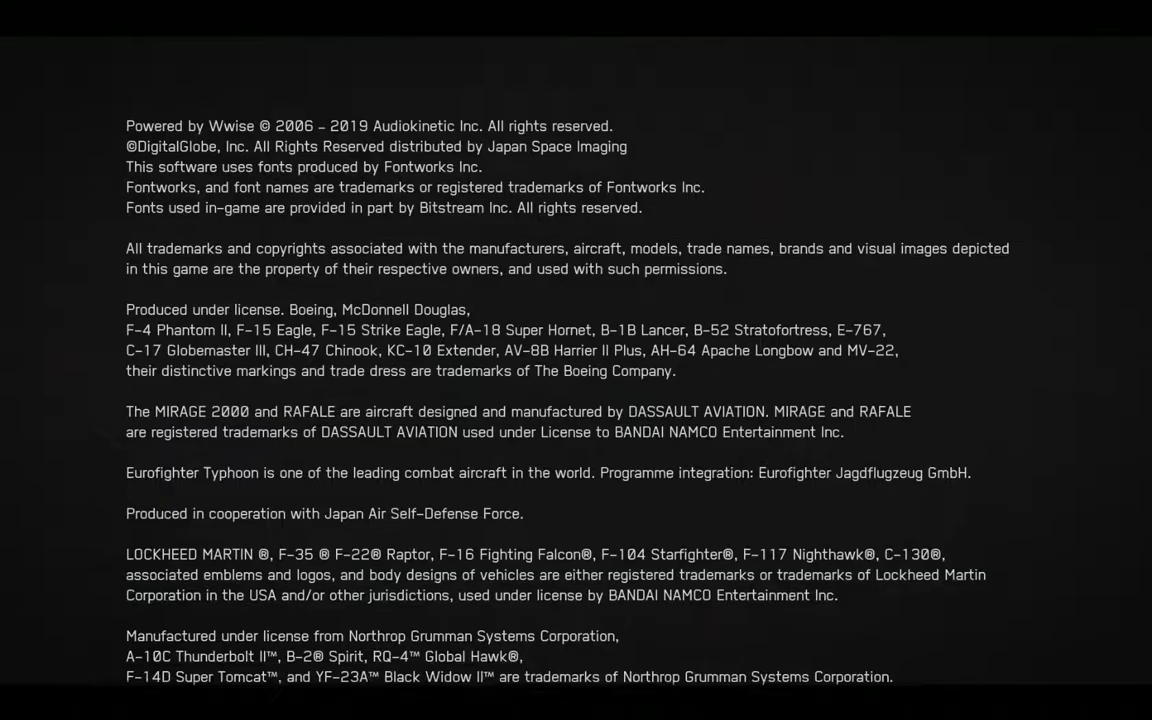 Powered by Wwise © 2006 – 2019 Audiokinetic Inc. All rights reserved.
©DigitalGlobe, Inc. All Rights Reserved distributed by Japan Space Imaging
This software uses fonts produced by Fontworks Inc.
Fontworks, and font names are trademarks or registered trademarks of Fontworks Inc.
Fonts used in-game are provided in part by Bitstream Inc. All rights reserved.
All trademarks and copyrights associated with the manufacturers, aircraft, models, trade names, brands and visual images depicted
in this game are the property of their respective owners, and used with such permissions.
Produced under license. Boeing, McDonnell Douglas,
F-4 Phantom II, F-15 Eagle, F-15 Strike Eagle, F/A-18 Super Hornet, B-1B Lancer, B-52 Stratofortress, E-767,
C-17 Globemaster III, CH-47 Chinook, KC-10 Extender, AV-8B Harrier II Plus, AH-64 Apache Longbow and MV-22,
their distinctive markings and trade dress are trademarks of The Boeing Company.
The MIRAGE 2000 and RAFALE are aircraft designed and manufactured by DASSAULT AVIATION. MIRAGE and RAFALE
are registered trademarks of DASSAULT AVIATION used under License to BANDAI NAMCO Entertainment Inc.
Eurofighter Typhoon is one of the leading combat aircraft in the world. Programme integration: Eurofighter Jagdflugzeug GmbH.
Produced in cooperation with Japan Air Self-Defense Force.
LOCKHEED MARTIN ®, F-35 ® F-22® Raptor, F-16 Fighting Falcon®, F-104 Starfighter®, F-117 Nighthawk®, C-130®,
associated emblems and logos, and body designs of vehicles are either registered trademarks or trademarks of Lockheed Martin
Corporation in the USA and/or other jurisdictions, used under license by BANDAI NAMCO Entertainment Inc.
Manufactured under license from Northrop Grumman Systems Corporation,
A-10C Thunderbolt II™, B-2® Spirit, RQ-4™ Global Hawk®,
F-14D Super Tomcat™, and YF-23A™ Black Widow II™ are trademarks of Northrop Grumman Systems Corporation.